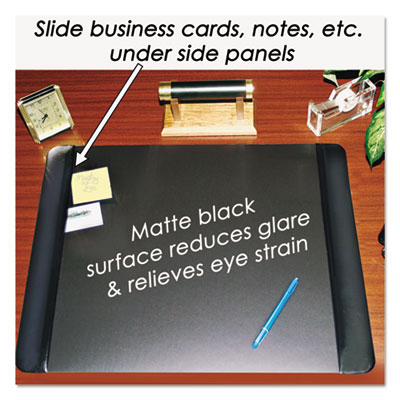 Slide business cards, notes, etc.
under side panels
Matte black
surface reduces glare
& relieves eye strain